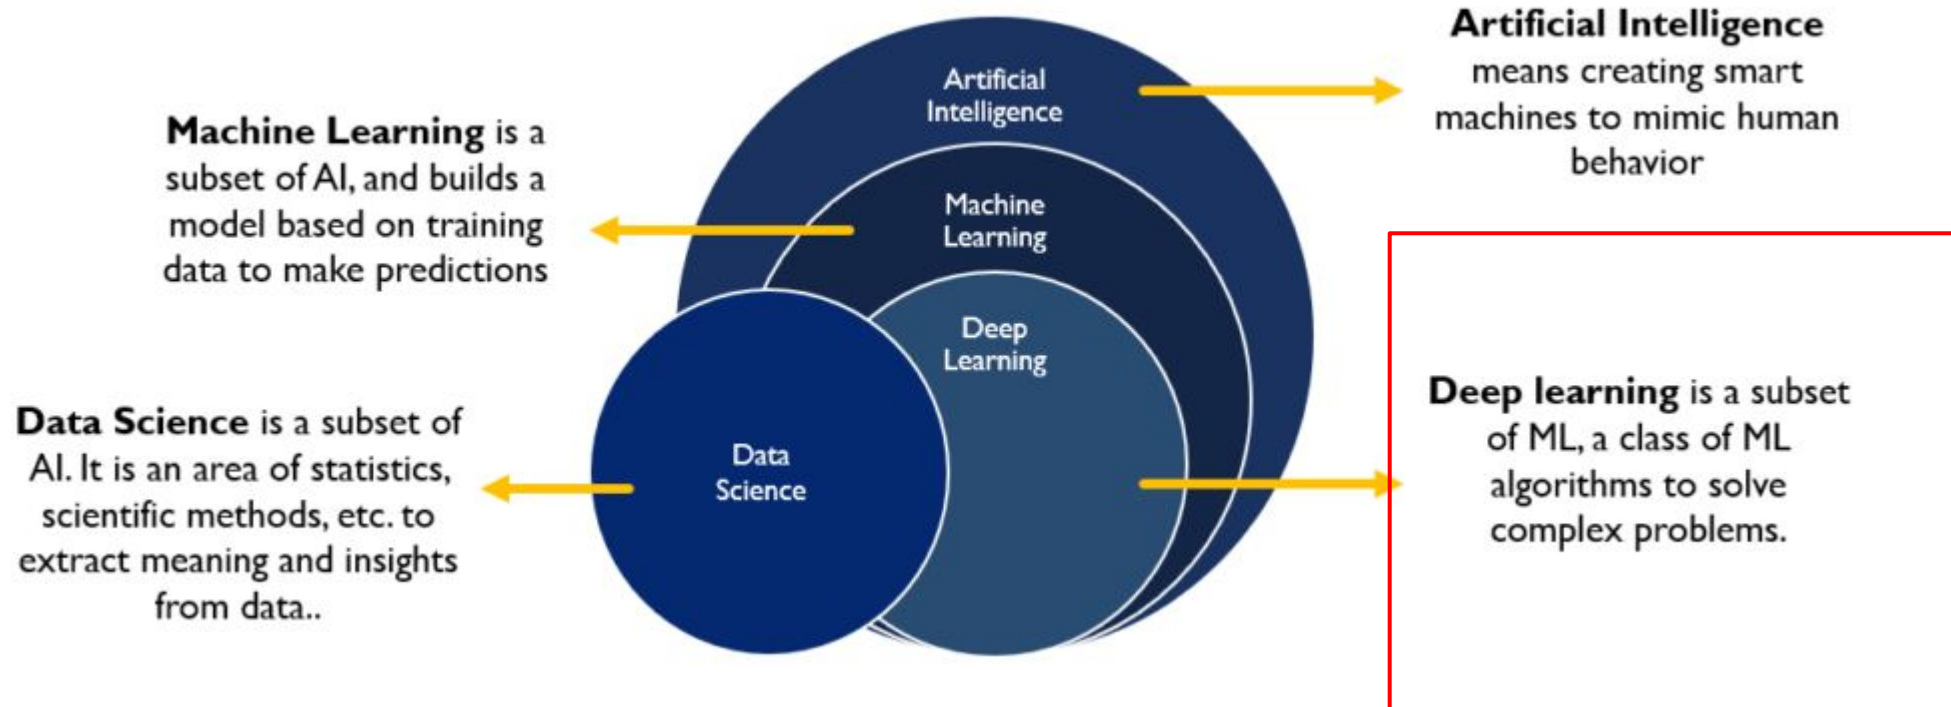 Artificial Intelligence
means creating smart
machines to mimic human
behavior
Machine Learning is a
subset of AI, and builds a
model based on training
data to make predictions
Artificial
Intelligence
Machine
Learning
Deep
Learning
Data
Science
Data Science is a subset of
AI. It is an area of statistics,
scientific methods, etc. to
extract meaning and insights
from data..
Deep learning is a subset
of ML, a class of ML
algorithms to solve
complex problems.